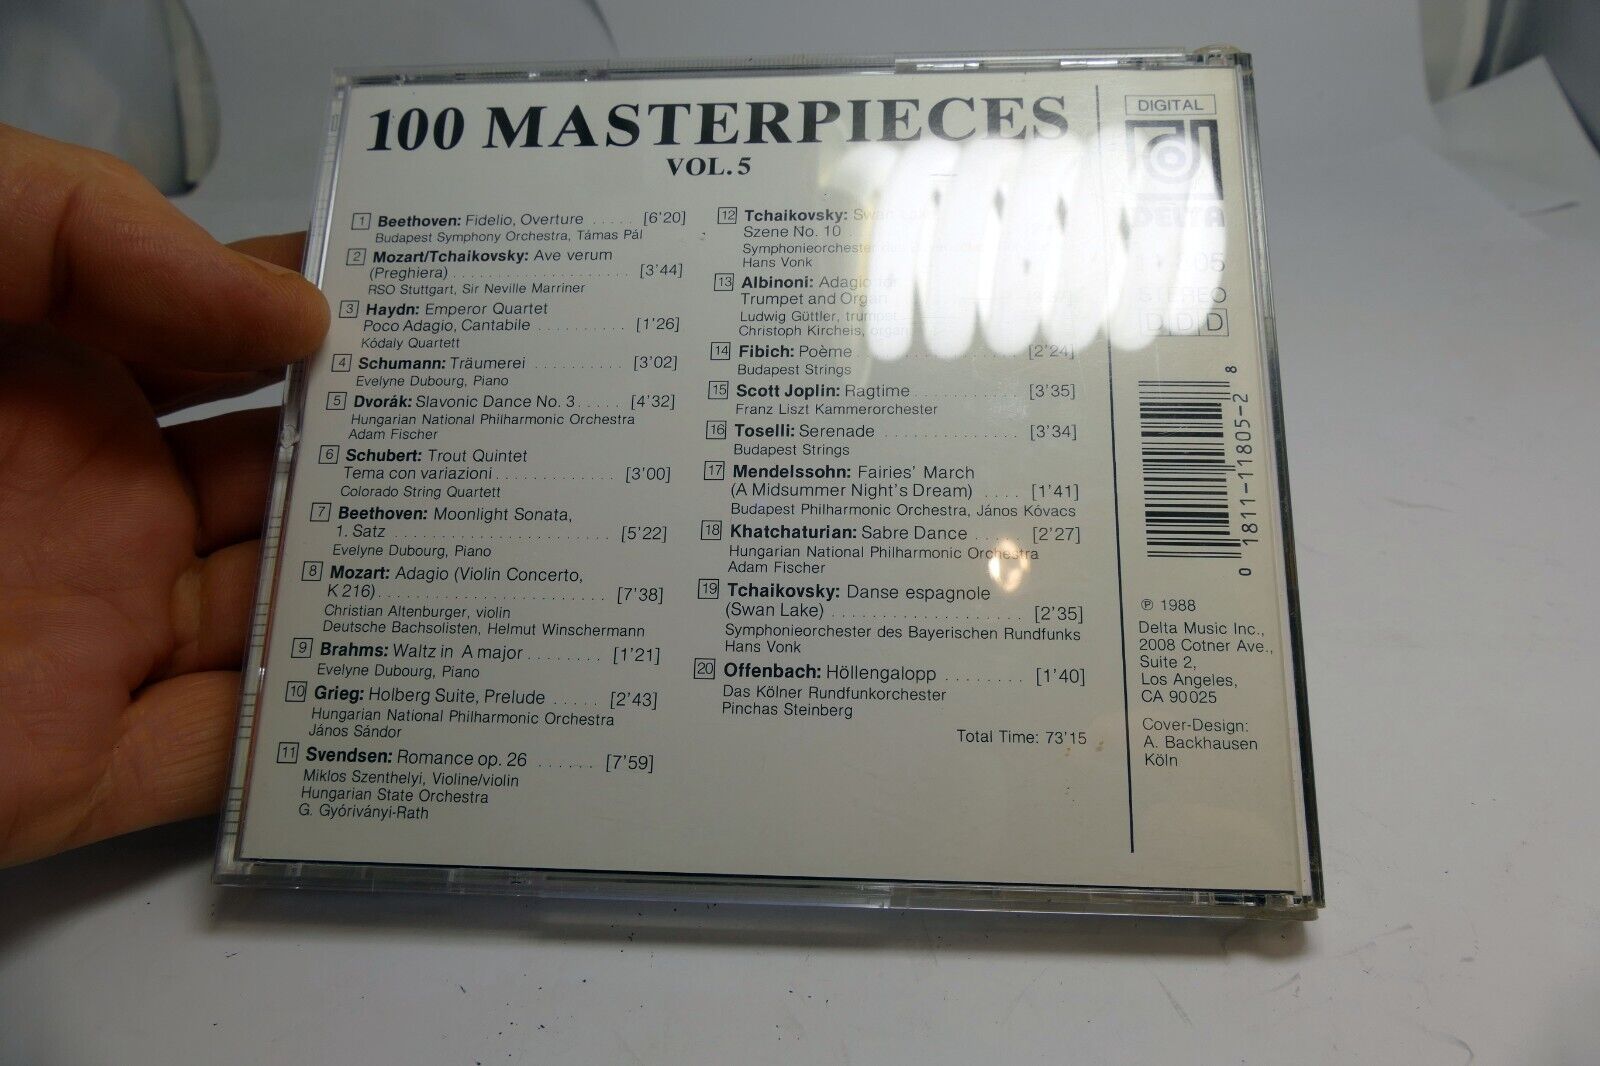 100 MASTERPIECES
VOL. 5
1 Beethoven: Fidelio, Overture ..... [6'20]
Budapest Symphony Orchestra, Támas Pál
2 Mozart/Tchaikovsky: Ave verum
(Preghiera) .................... [3'44]
RSO Stuttgart, Sir Neville Marriner
3 Haydn: Emperor Quartet
Poco Adagio, Cantabile .......... [1'26]
Kódaly Quartett
4 Schumann: Träumerei .......... [3'02]
Evelyne Dubourg, Piano
5 Dvorák: Slavonic Dance No. 3 ..... [4'32]
Hungarian National Philharmonic Orchestra
Adam Fischer
6 Schubert: Trout Quintet
Tema con variazioni ............. [3'00]
Colorado String Quartett
7 Beethoven: Moonlight Sonata,
1. Satz ......................... [5'22]
Evelyne Dubourg, Piano
8 Mozart: Adagio (Violin Concerto,
K 216) ......................... [7'38]
Christian Altenburger, violin
Deutsche Bachsolisten, Helmut Winschermann
9 Brahms: Waltz in A major ........ [1'21]
Evelyne Dubourg, Piano
10 Grieg: Holberg Suite, Prelude ..... [2'43]
Hungarian National Philharmonic Orchestra
János Sándor
11 Svendsen: Romance op. 26 ...... [7'59]
Miklos Szenthelyi, Violine/violin
Hungarian State Orchestra
G. Győriványi-Rath
12 Tchaikovsky: Swan
Szene No. 10
Symphonieorchester
Hans Vonk
13 Albinoni: Adagio for
Trumpet and Organ
Ludwig Güttler, trumpet
Christoph Kircheis, organ
14 Fibich: Poème .................. [2'24]
Budapest Strings
15 Scott Joplin: Ragtime ............ [3'35]
Franz Liszt Kammerorchester
16 Toselli: Serenade ............... [3'34]
Budapest Strings
17 Mendelssohn: Fairies' March
(A Midsummer Night's Dream) .... [1'41]
Budapest Philharmonic Orchestra, János Kóvacs
18 Khatchaturian: Sabre Dance ...... [2'27]
Hungarian National Philharmonic Orchestra
Adam Fischer
19 Tchaikovsky: Danse espagnole
(Swan Lake) .................... [2'35]
Symphonieorchester des Bayerischen Rundfunks
Hans Vonk
20 Offenbach: Höllengalopp ........ [1'40]
Das Kölner Rundfunkorchester
Pinchas Steinberg
Total Time: 73'15
DIGITAL
DELTA
STEREO
DDD
0 18111-11805-2 8
℗ 1988
Delta Music Inc.,
2008 Cotner Ave.,
Suite 2,
Los Angeles,
CA 90025
Cover-Design:
A. Backhausen
Köln